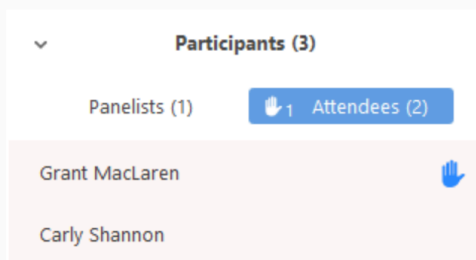 Participants (3)
Panelists (1) 1 Attendees (2)
Grant MacLaren
Carly Shannon